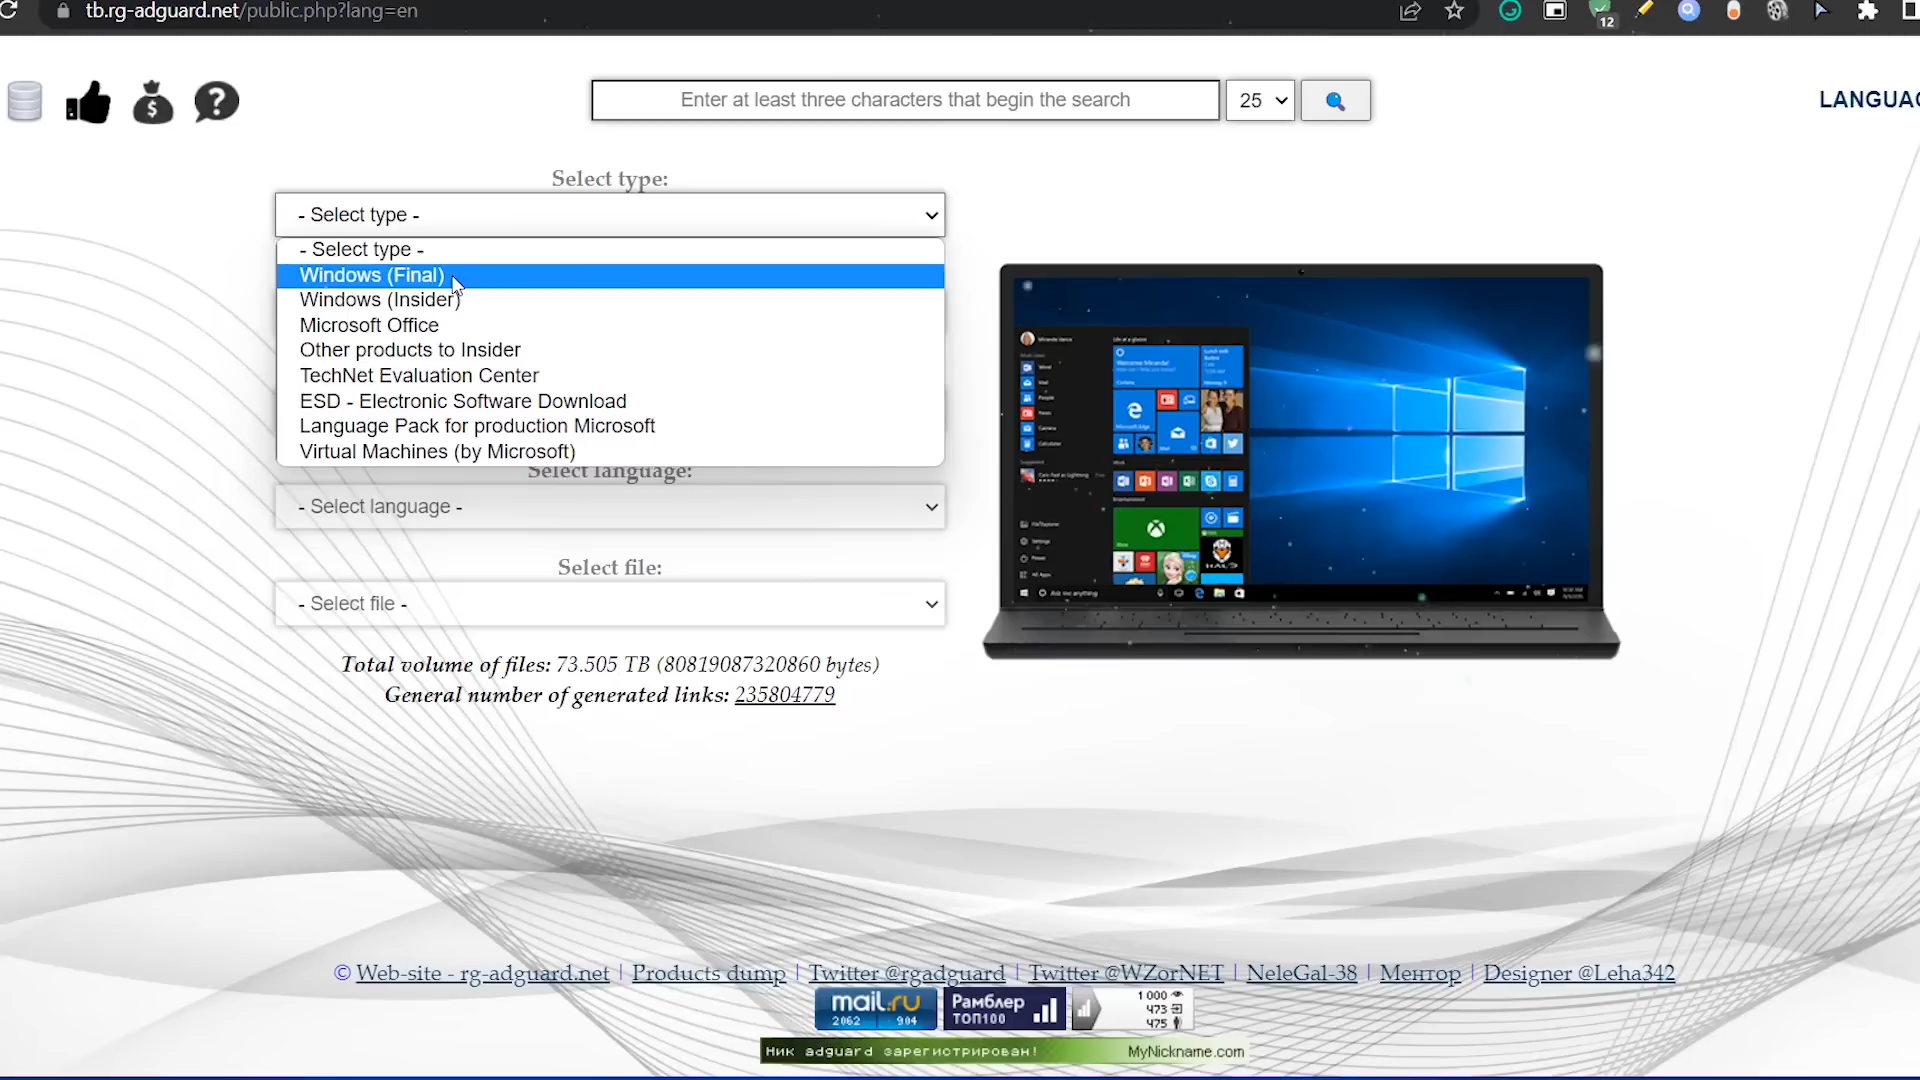 tb.rg-adguard.net/public.php?lang=en
12
Enter at least three characters that begin the search
25
LANGUAG
Select type:
- Select type -
- Select type -
Windows (Final)
Windows (Insider)
Microsoft Office
Other products to Insider
TechNet Evaluation Center
ESD - Electronic Software Download
Language Pack for production Microsoft
Virtual Machines (by Microsoft)
Select language:
- Select language -
Select file:
- Select file -
Total volume of files: 73.505 TB (80819087320860 bytes)
General number of generated links: 235804779
© Web-site - rg-adguard.net | Products dump | Twitter @rgadguard | Twitter @WZorNET | NeleGal-38 | Ментор | Designer @Leha342
mail.ru
2062 904
Рамблер
ТОП100
1 000
473
475
Ник adguard зарегистрирован! MyNickname.com